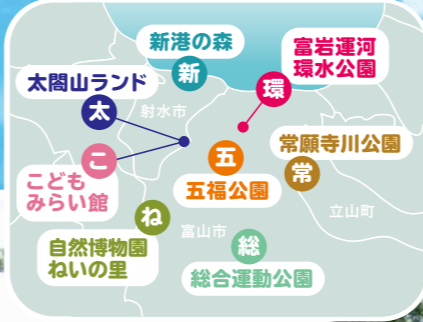 新港の森
新
富岩運河
環水公園
環
太閤山ランド
太
射水市
こ
こども
みらい館
五
五福公園
常願寺川公園
常
立山町
ね
自然博物園
ねいの里
富山市
総
総合運動公園